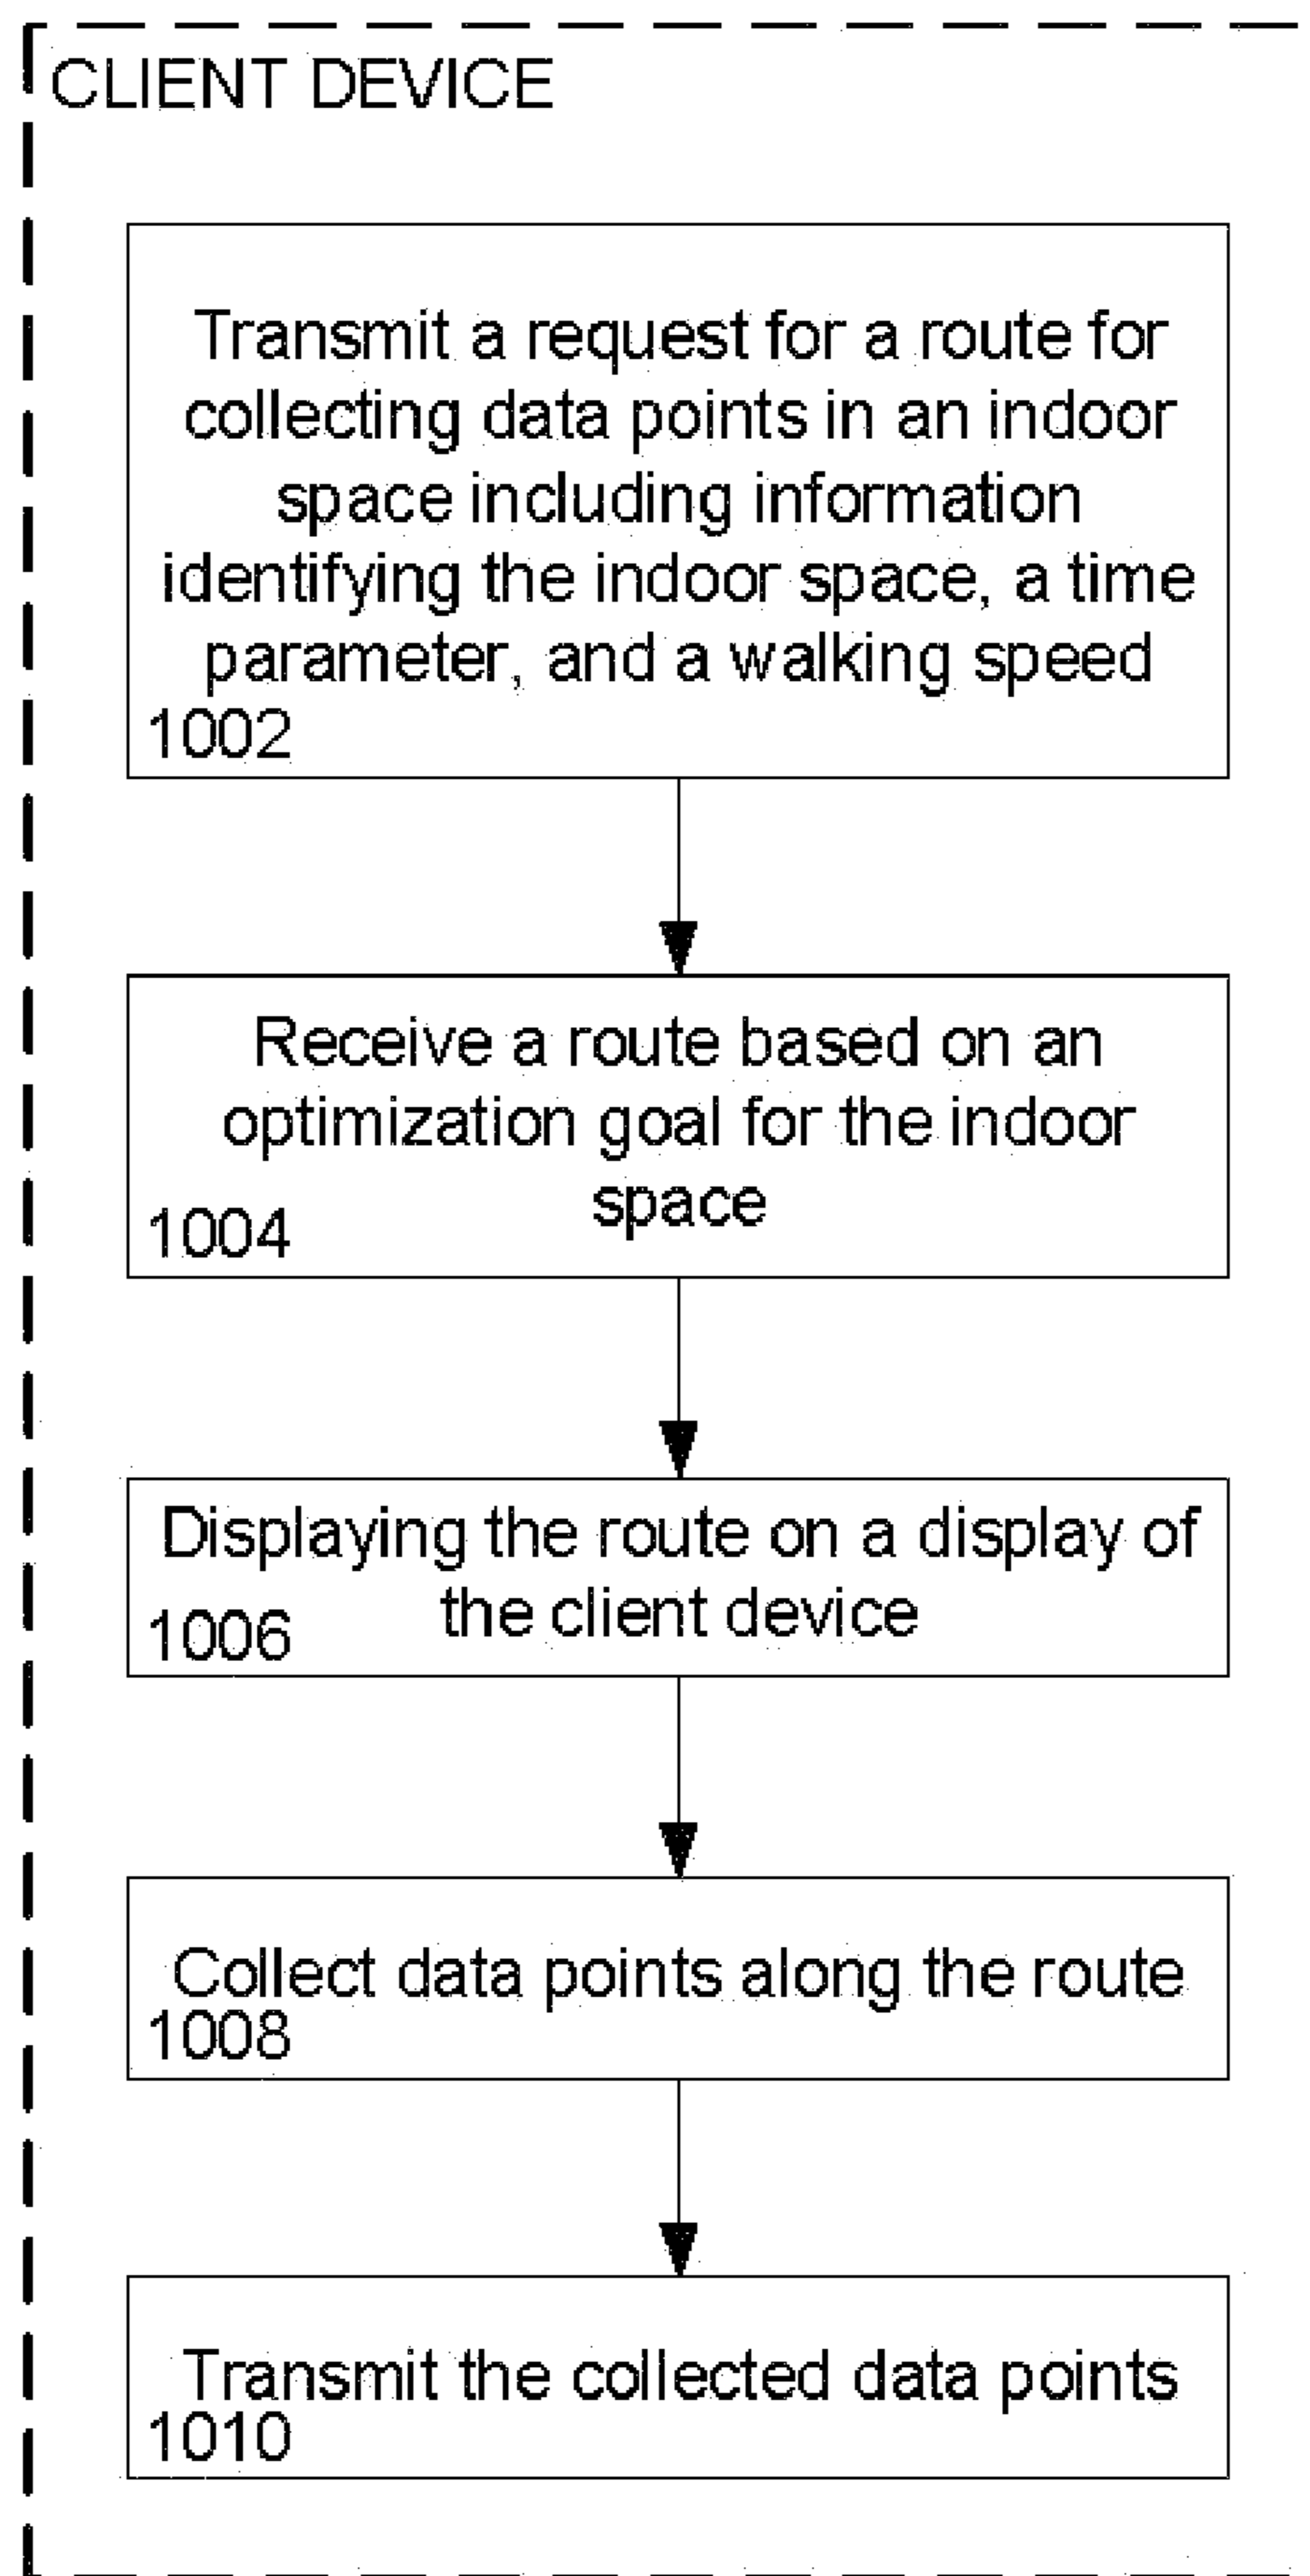 CLIENT DEVICE
Transmit a request for a route for
collecting data points in an indoor
space including information
identifying the indoor space, a time
parameter, and a walking speed
1002
Receive a route based on an
optimization goal for the indoor
space
1004
Displaying the route on a display of
the client device
1006
Collect data points along the route
1008
Transmit the collected data points
1010